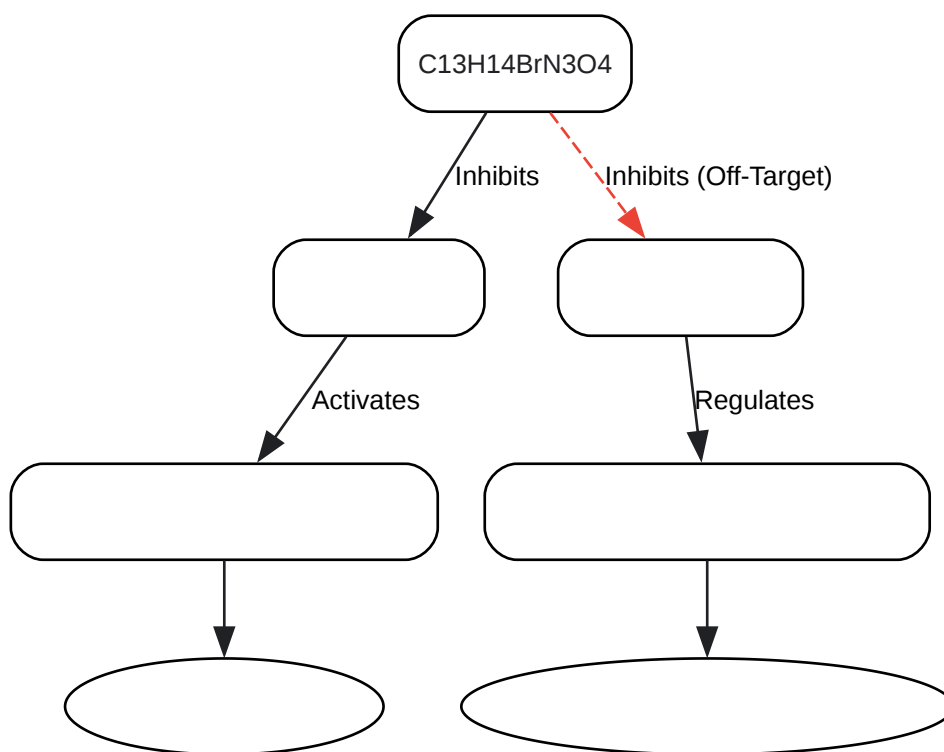 C13H14BrN3O4
Inhibits
Inhibits (Off-Target)
Activates
Regulates